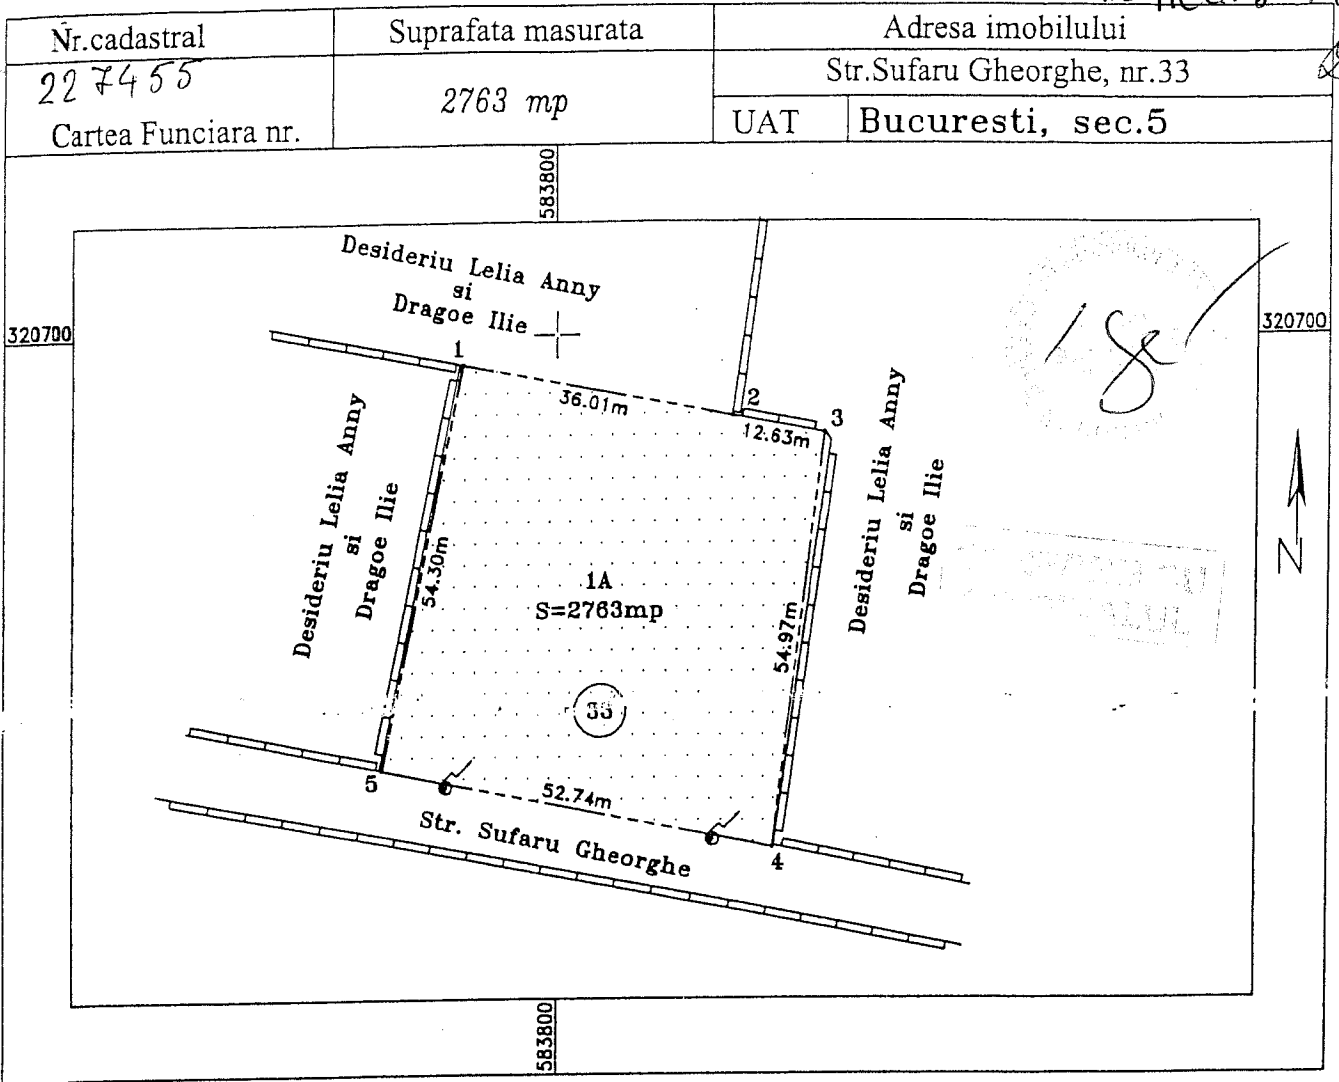 Nr.cadastral
Suprafata masurata
Adresa imobilului
227455
Cartea Funciara nr.
2763 mp
Str.Sufaru Gheorghe, nr.33
UAT
Bucuresti, sec.5
583800
Desideriu Lelia Anny
si
Dragoe Ilie
320700
320700
1
2
3
36.01m
12.63m
Desideriu Lelia Anny
si
Dragoe Ilie
54.30m
1A
S=2763mp
54.97m
Desideriu Lelia Anny
si
Dragoe Ilie
N
33
5
52.74m
4
Str. Sufaru Gheorghe
583800